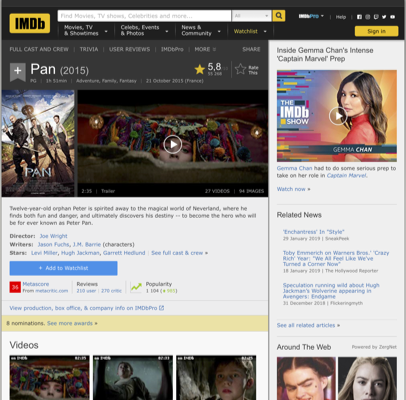 IMDb
Find Movies, TV shows, Celebrities and more...
All
IMDbPro
Help
Movies, TV
& Showtimes
Celebs, Events
& Photos
News &
Community
Watchlist
Sign in
FULL CAST AND CREW | TRIVIA | USER REVIEWS | IMDbPro | MORE
SHARE
Pan (2015)
PG | 1h 51min | Adventure, Family, Fantasy | 21 October 2015 (France)
5,8
Rate
This
PAN
2:35 | Trailer
27 VIDEOS | 94 IMAGES
Twelve-year-old orphan Peter is spirited away to the magical world of Neverland, where he
finds both fun and danger, and ultimately discovers his destiny -- to become the hero who will
be for ever known as Peter Pan.
Director: Joe Wright
Writers: Jason Fuchs, J.M. Barrie (characters)
Stars: Levi Miller, Hugh Jackman, Garrett Hedlund | See full cast & crew »
+ Add to Watchlist
36
Metascore
From metacritic.com
Reviews
210 user | 270 critic
Popularity
View production, box office, & company info on IMDbPro
8 nominations. See more awards »
Videos
Inside Gemma Chan's Intense
'Captain Marvel' Prep
THE
IMDb
SHOW
GEMMA CHAN
Gemma Chan had to do some serious prep
to take on her role in Captain Marvel.
Watch now »
Related News
'Enchantress' In "Style"
29 January 2019 | SneakPeek
Toby Emmerich on Warners Bros.' 'Crazy
Rich' Year: "We All Feel Like We've
Turned a Corner Now"
18 January 2019 | The Hollywood Reporter
Speculation running wild about Hugh
Jackman's Wolverine appearing in
Avengers: Endgame
31 December 2018 | Flickeringmyth
See all related articles »
Around The Web
Powered by ZergNet